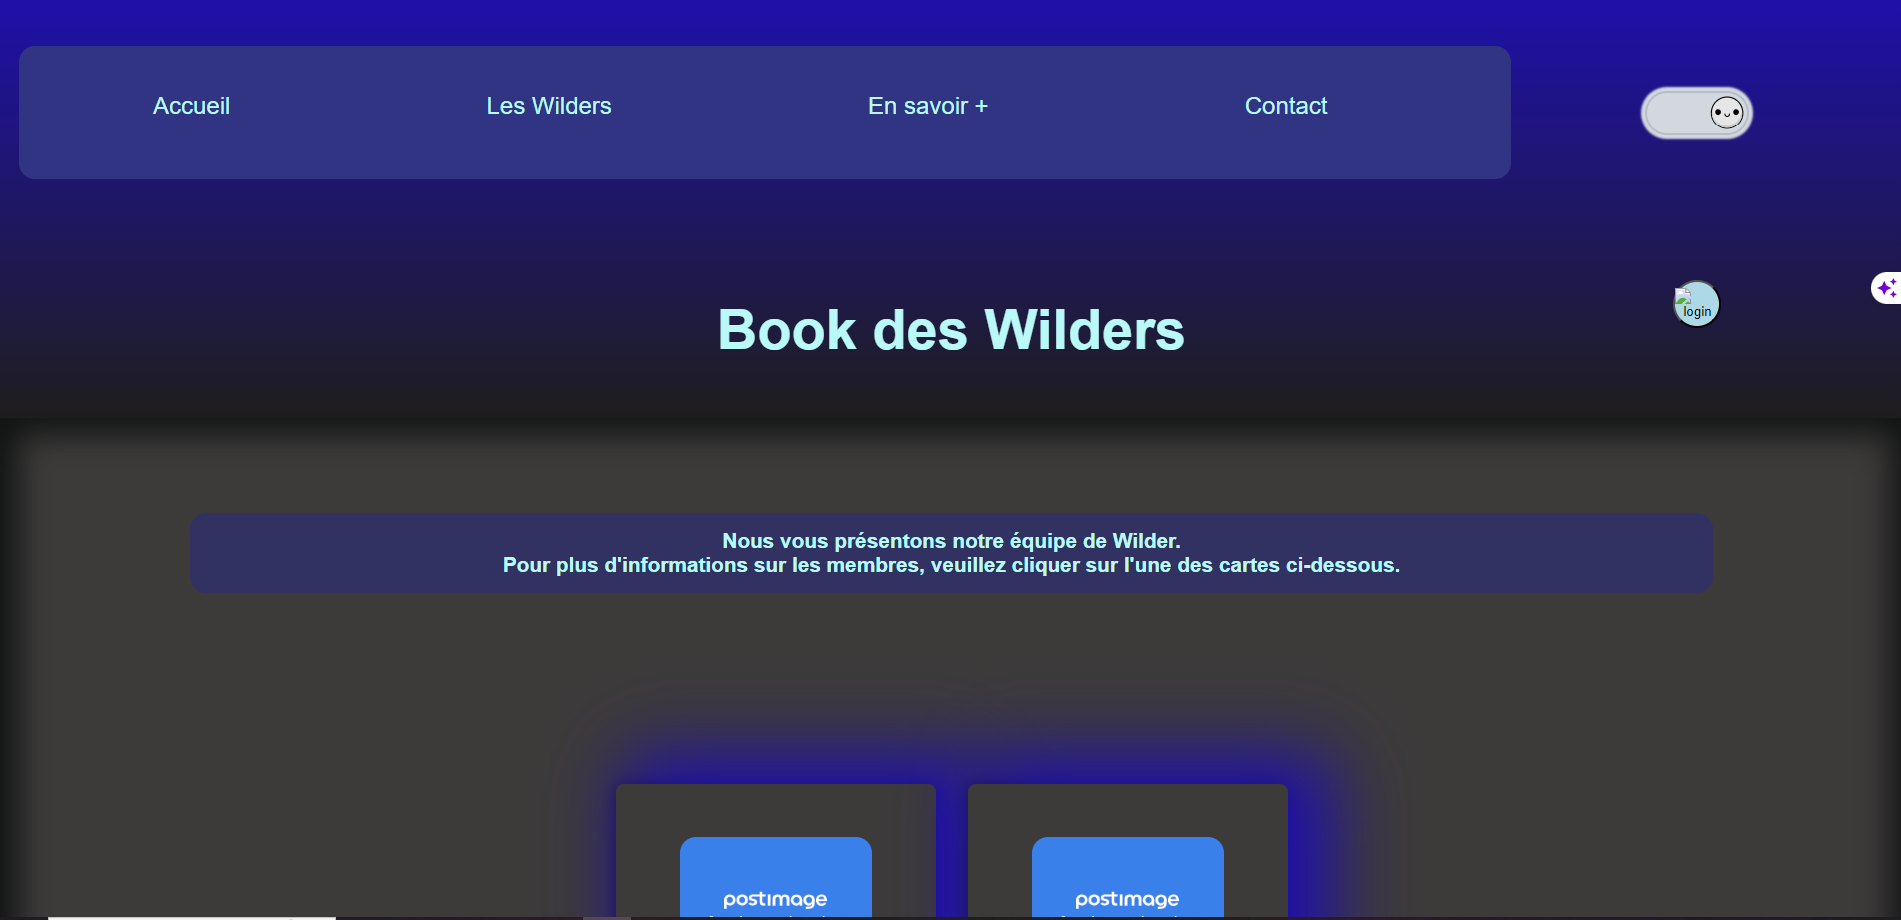 Accueil
Les Wilders
En savoir +
Contact
login
Book des Wilders
Nous vous présentons notre équipe de Wilder.
Pour plus d'informations sur les membres, veuillez cliquer sur l'une des cartes ci-dessous.
postimage
postimage